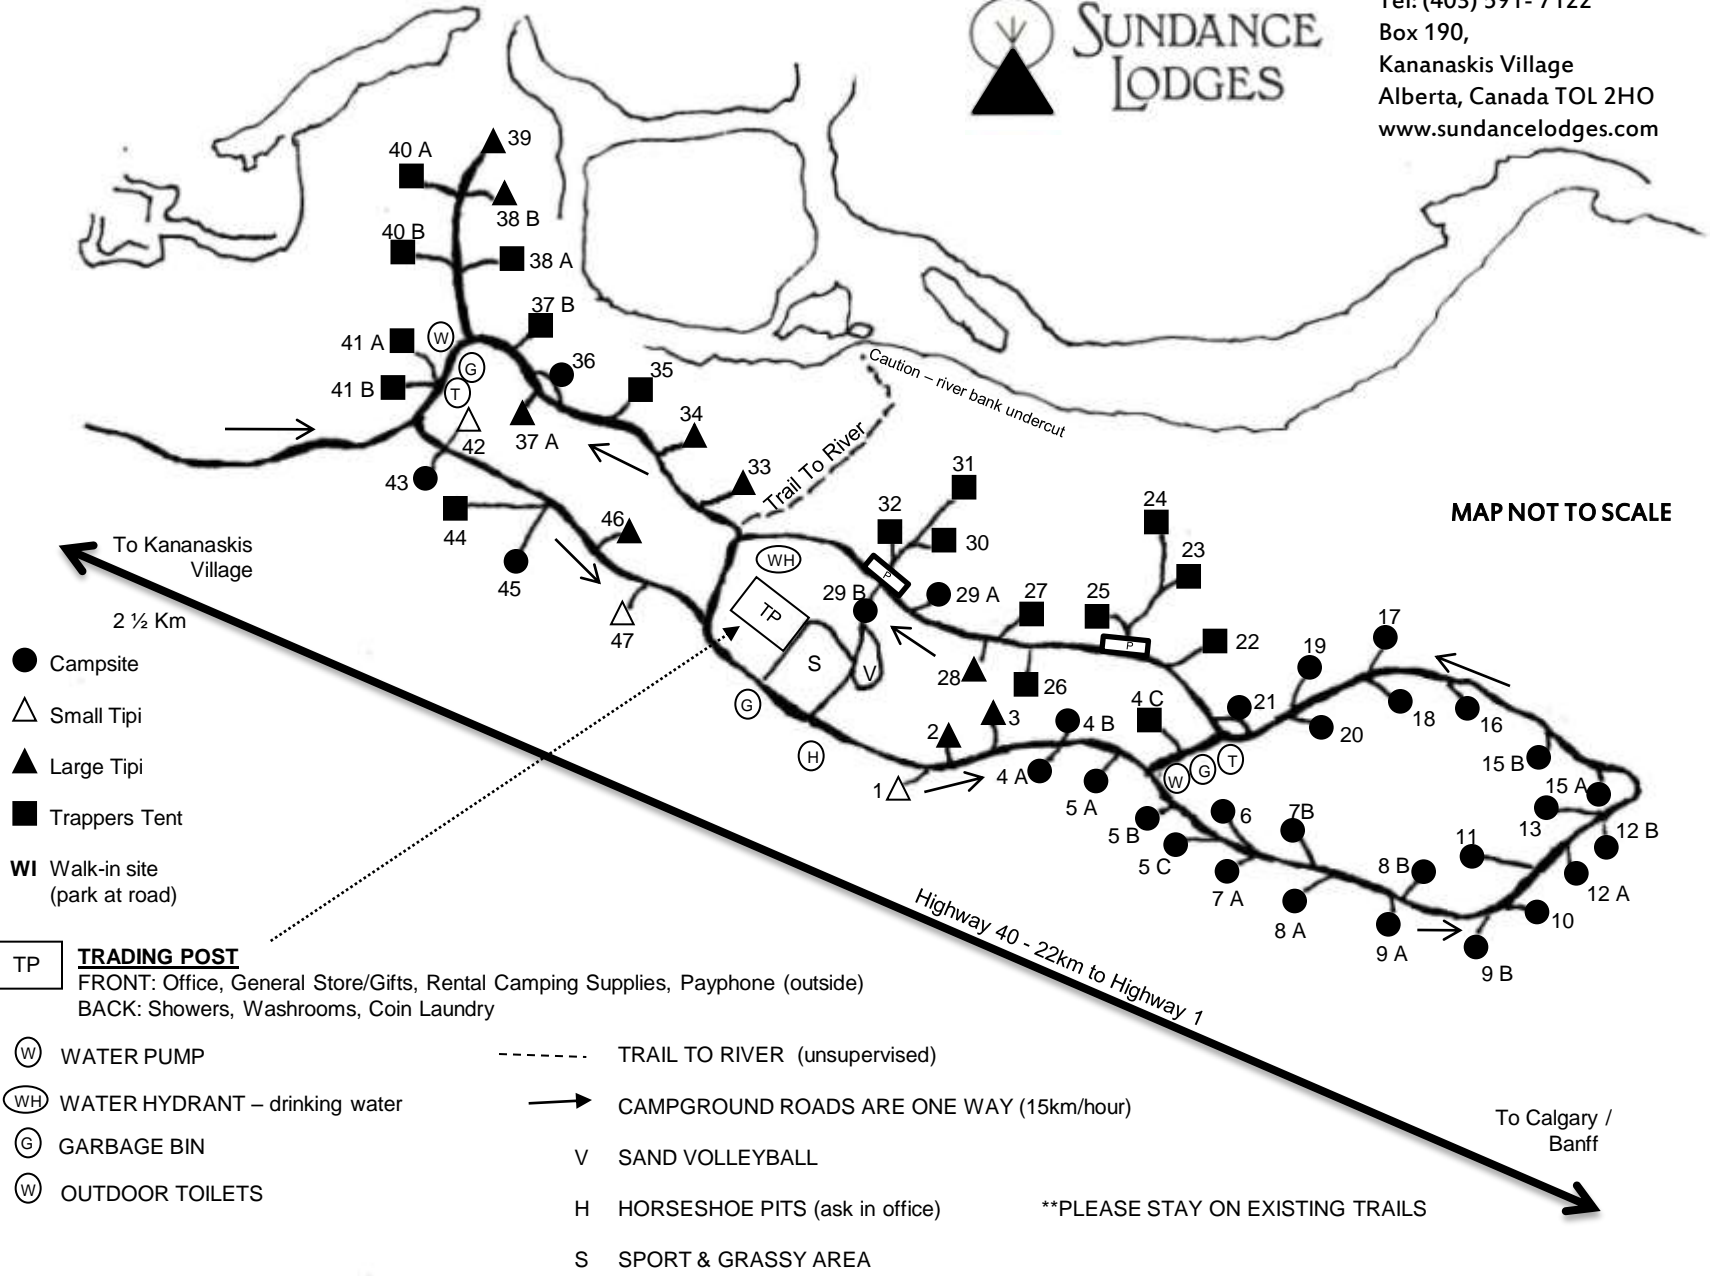 SUNDANCE
LODGES
Tel: (403) 591- 7122
Box 190,
Kananaskis Village
Alberta, Canada TOL 2HO
www.sundancelodges.com
39
40 A
38 B
40 B
38 A
37 B
41 A
W
G
36
35
41 B
T
Caution – river bank undercut
42
37 A
34
Trail To River
33
31
43
32
24
MAP NOT TO SCALE
44
46
30
To Kananaskis
Village
WH
23
45
P
29 B
29 A
27
25
2 ½ Km
TP
47
17
22
P
19
Campsite
S
V
28
26
4 C
21
18
16
Small Tipi
G
2
3
4 B
20
H
15 B
Large Tipi
1
4 A
W
G
T
15 A
5 A
6
7B
13
12 B
Trappers Tent
5 B
5 C
11
8 B
WI Walk-in site
(park at road)
7 A
12 A
8 A
10
9 A
9 B
Highway 40 - 22km to Highway 1
TP
TRADING POST
FRONT: Office, General Store/Gifts, Rental Camping Supplies, Payphone (outside)
BACK: Showers, Washrooms, Coin Laundry
W WATER PUMP
TRAIL TO RIVER (unsupervised)
WH WATER HYDRANT – drinking water
CAMPGROUND ROADS ARE ONE WAY (15km/hour)
To Calgary /
Banff
G GARBAGE BIN
V SAND VOLLEYBALL
W OUTDOOR TOILETS
H HORSESHOE PITS (ask in office)
**PLEASE STAY ON EXISTING TRAILS
S SPORT & GRASSY AREA